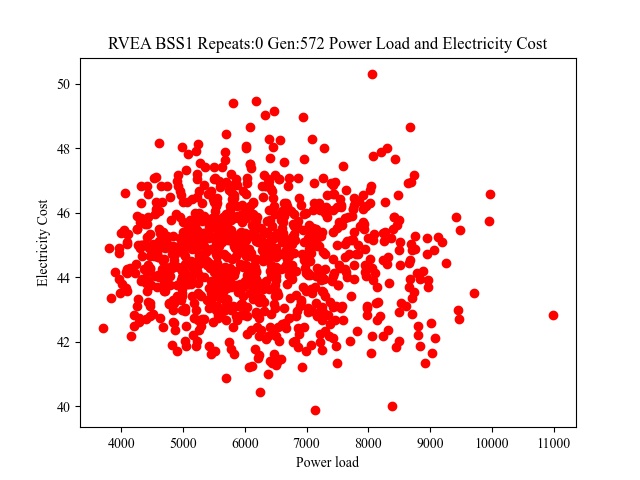 RVEA BSS1 Repeats:0 Gen:572 Power Load and Electricity Cost
50
48
46
44
42
40
Electricity Cost
4000 5000 6000 7000 8000 9000 10000 11000
Power load